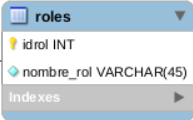 roles
idrol INT
nombre_rol VARCHAR(45)
Indexes